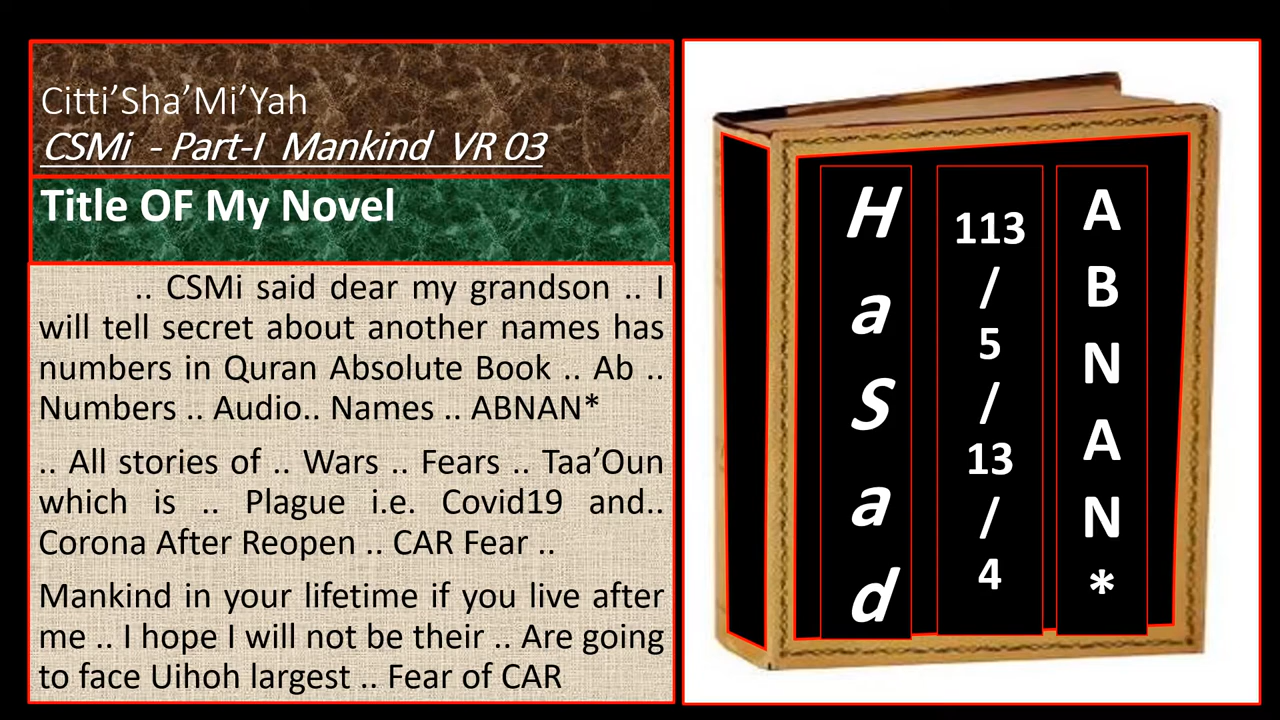 Citti’Sha’Mi’Yah
CSMi - Part-I Mankind VR 03
Title OF My Novel
.. CSMi said dear my grandson .. I
will tell secret about another names has
numbers in Quran Absolute Book .. Ab ..
Numbers .. Audio.. Names .. ABNAN*
.. All stories of .. Wars .. Fears .. Taa’Oun
which is .. Plague i.e. Covid19 and..
Corona After Reopen .. CAR Fear ..
Mankind in your lifetime if you live after
me .. I hope I will not be their .. Are going
to face Uihoh largest .. Fear of CAR
H
a
S
a
d
113
/
5
/
13
/
4
A
B
N
A
N
*